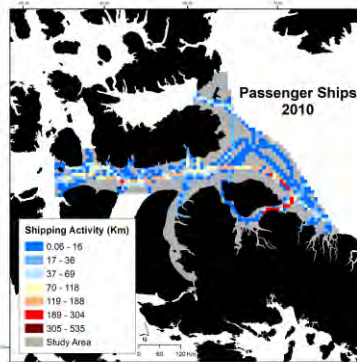 Passenger Ships
2010
Shipping Activity (Km)
0.06 - 16
17 - 36
37 - 69
70 - 118
119 - 188
189 - 304
305 - 535
Study Area
0 60 120 Km